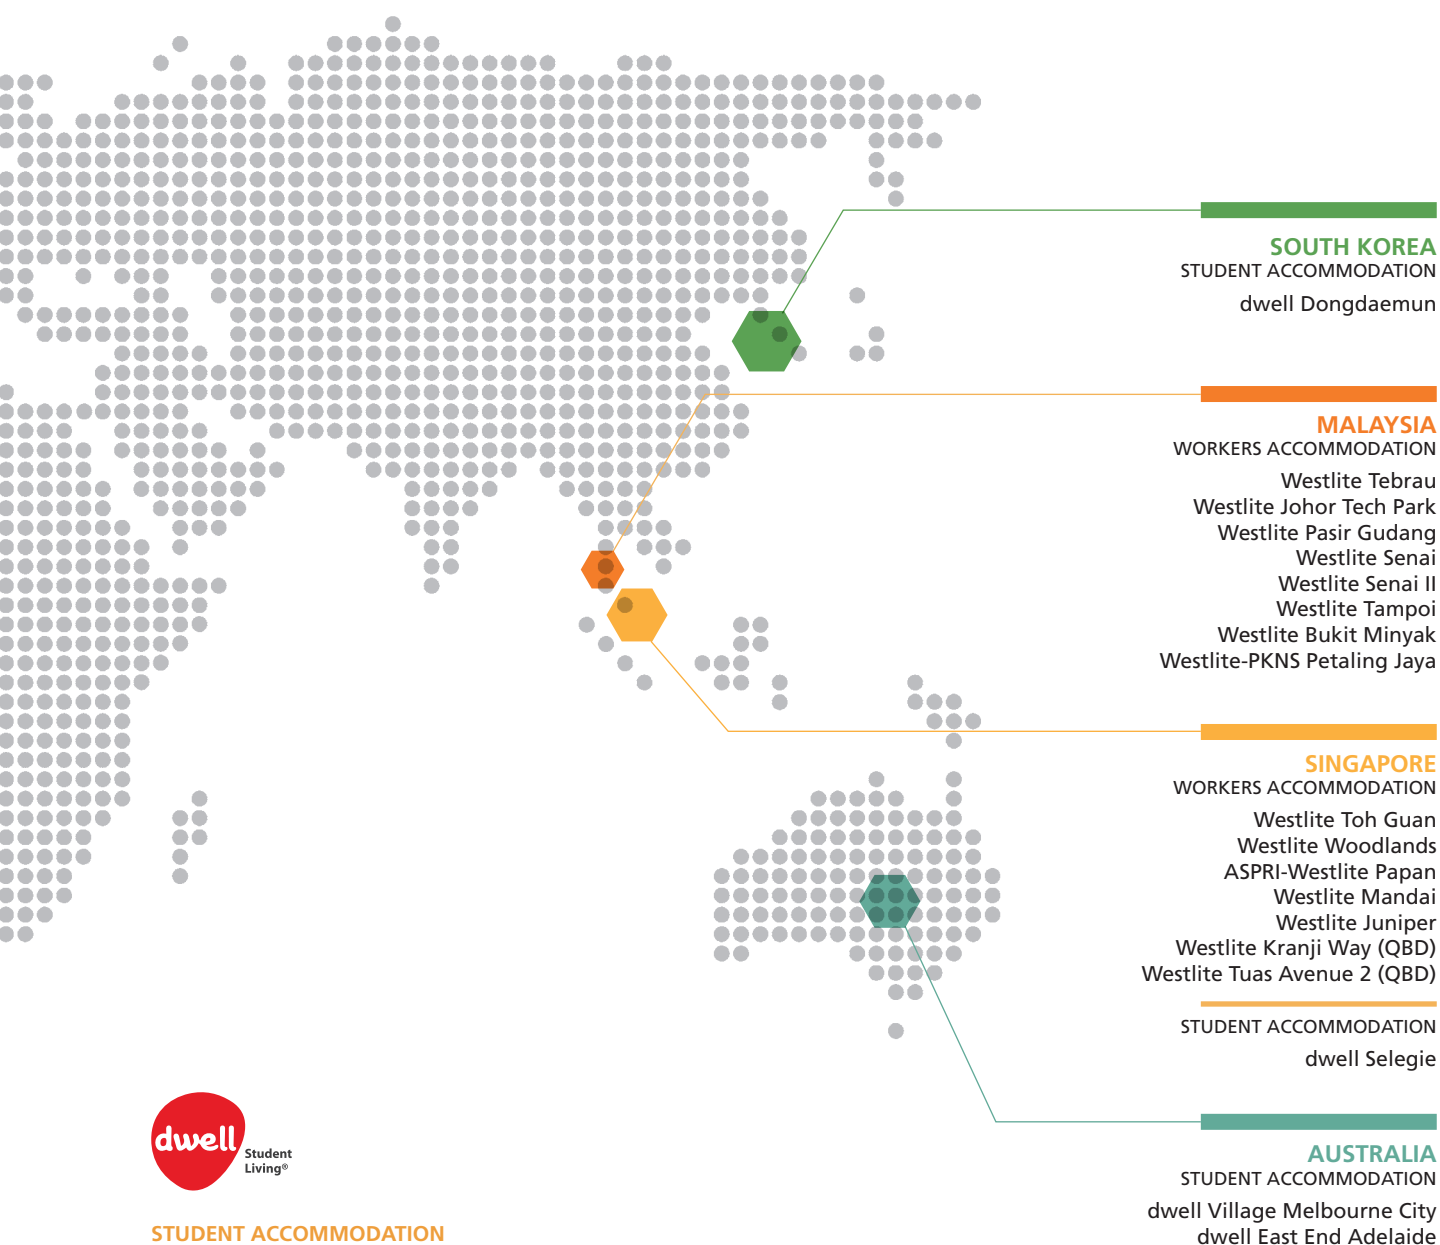 SOUTH KOREA
STUDENT ACCOMMODATION
dwell Dongdaemun
MALAYSIA
WORKERS ACCOMMODATION
Westlite Tebrau
Westlite Johor Tech Park
Westlite Pasir Gudang
Westlite Senai
Westlite Senai II
Westlite Tampoi
Westlite Bukit Minyak
Westlite-PKNS Petaling Jaya
SINGAPORE
WORKERS ACCOMMODATION
Westlite Toh Guan
Westlite Woodlands
ASPRI-Westlite Papan
Westlite Mandai
Westlite Juniper
Westlite Kranji Way (QBD)
Westlite Tuas Avenue 2 (QBD)
STUDENT ACCOMMODATION
dwell Selegie
AUSTRALIA
STUDENT ACCOMMODATION
dwell Village Melbourne City
dwell East End Adelaide
dwell
Student
Living®
STUDENT ACCOMMODATION